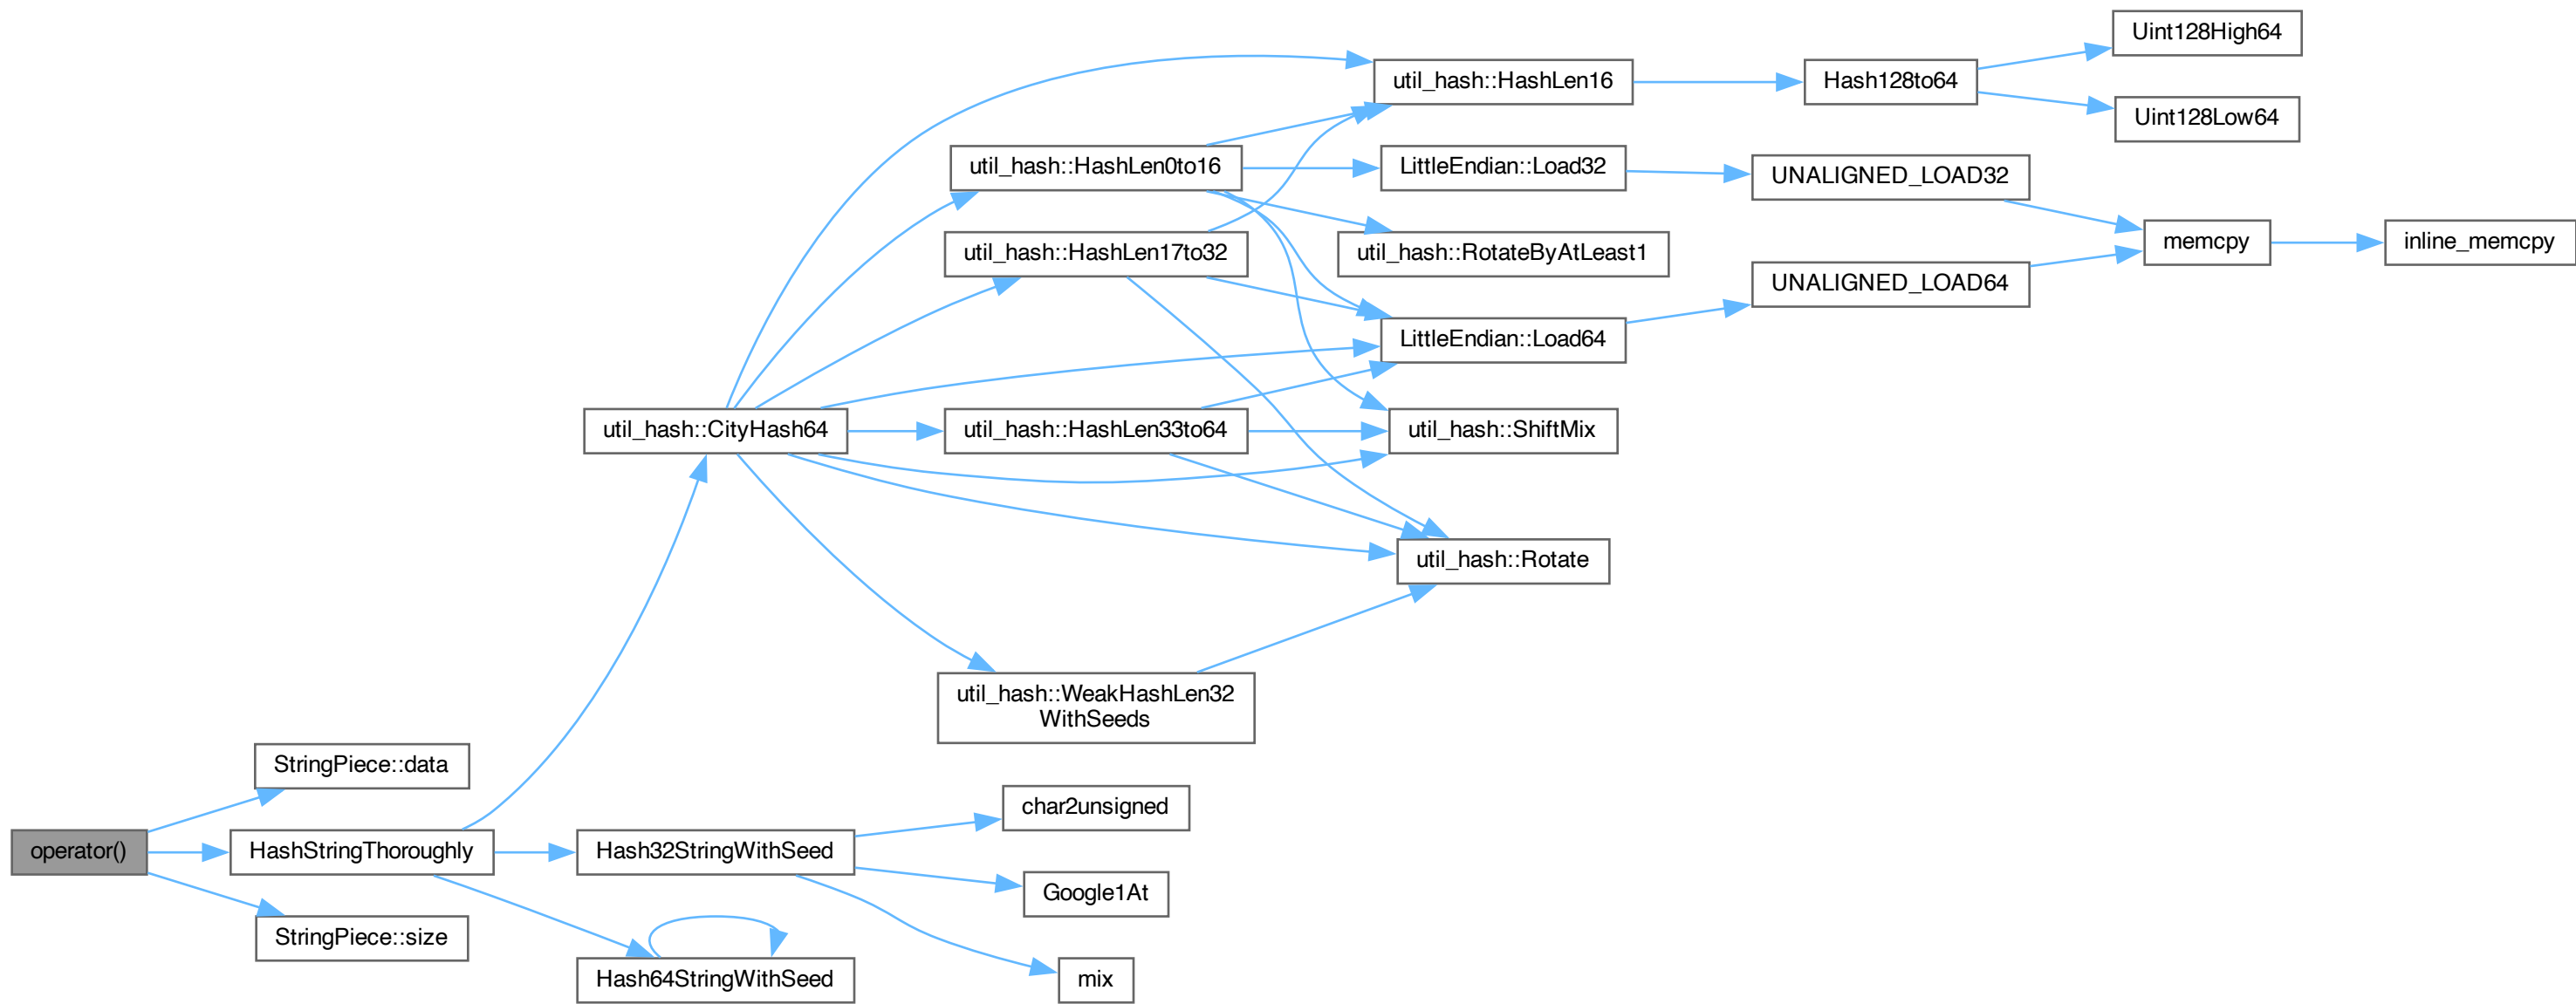 Uint128High64
util_hash::HashLen16
Hash128to64
Uint128Low64
util_hash::HashLen0to16
LittleEndian::Load32
UNALIGNED_LOAD32
util_hash::HashLen17to32
util_hash::RotateByAtLeast1
memcpy
inline_memcpy
UNALIGNED_LOAD64
LittleEndian::Load64
util_hash::CityHash64
util_hash::HashLen33to64
util_hash::ShiftMix
util_hash::Rotate
util_hash::WeakHashLen32
WithSeeds
StringPiece::data
char2unsigned
operator()
HashStringThoroughly
Hash32StringWithSeed
Google1At
StringPiece::size
Hash64StringWithSeed
mix